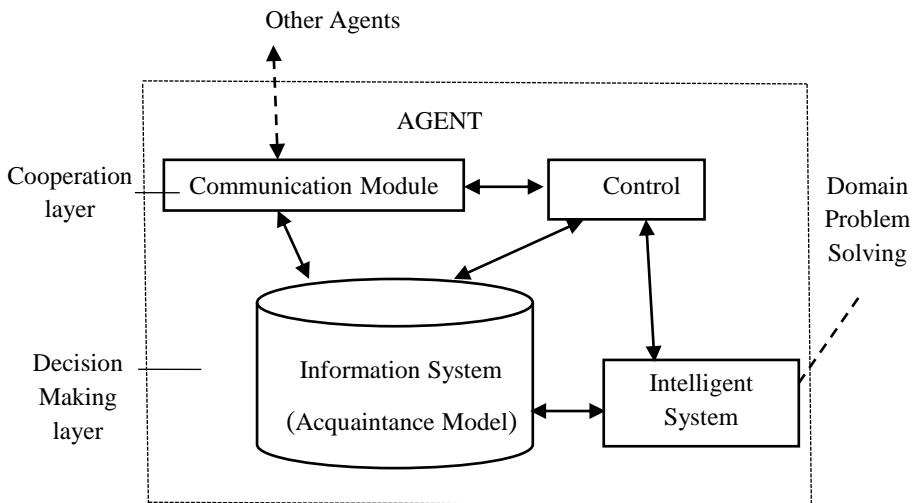 Other Agents
AGENT
Cooperation
layer
Communication Module
Control
Domain
Problem
Solving
Decision
Making
layer
Information System
(Acquaintance Model)
Intelligent
System